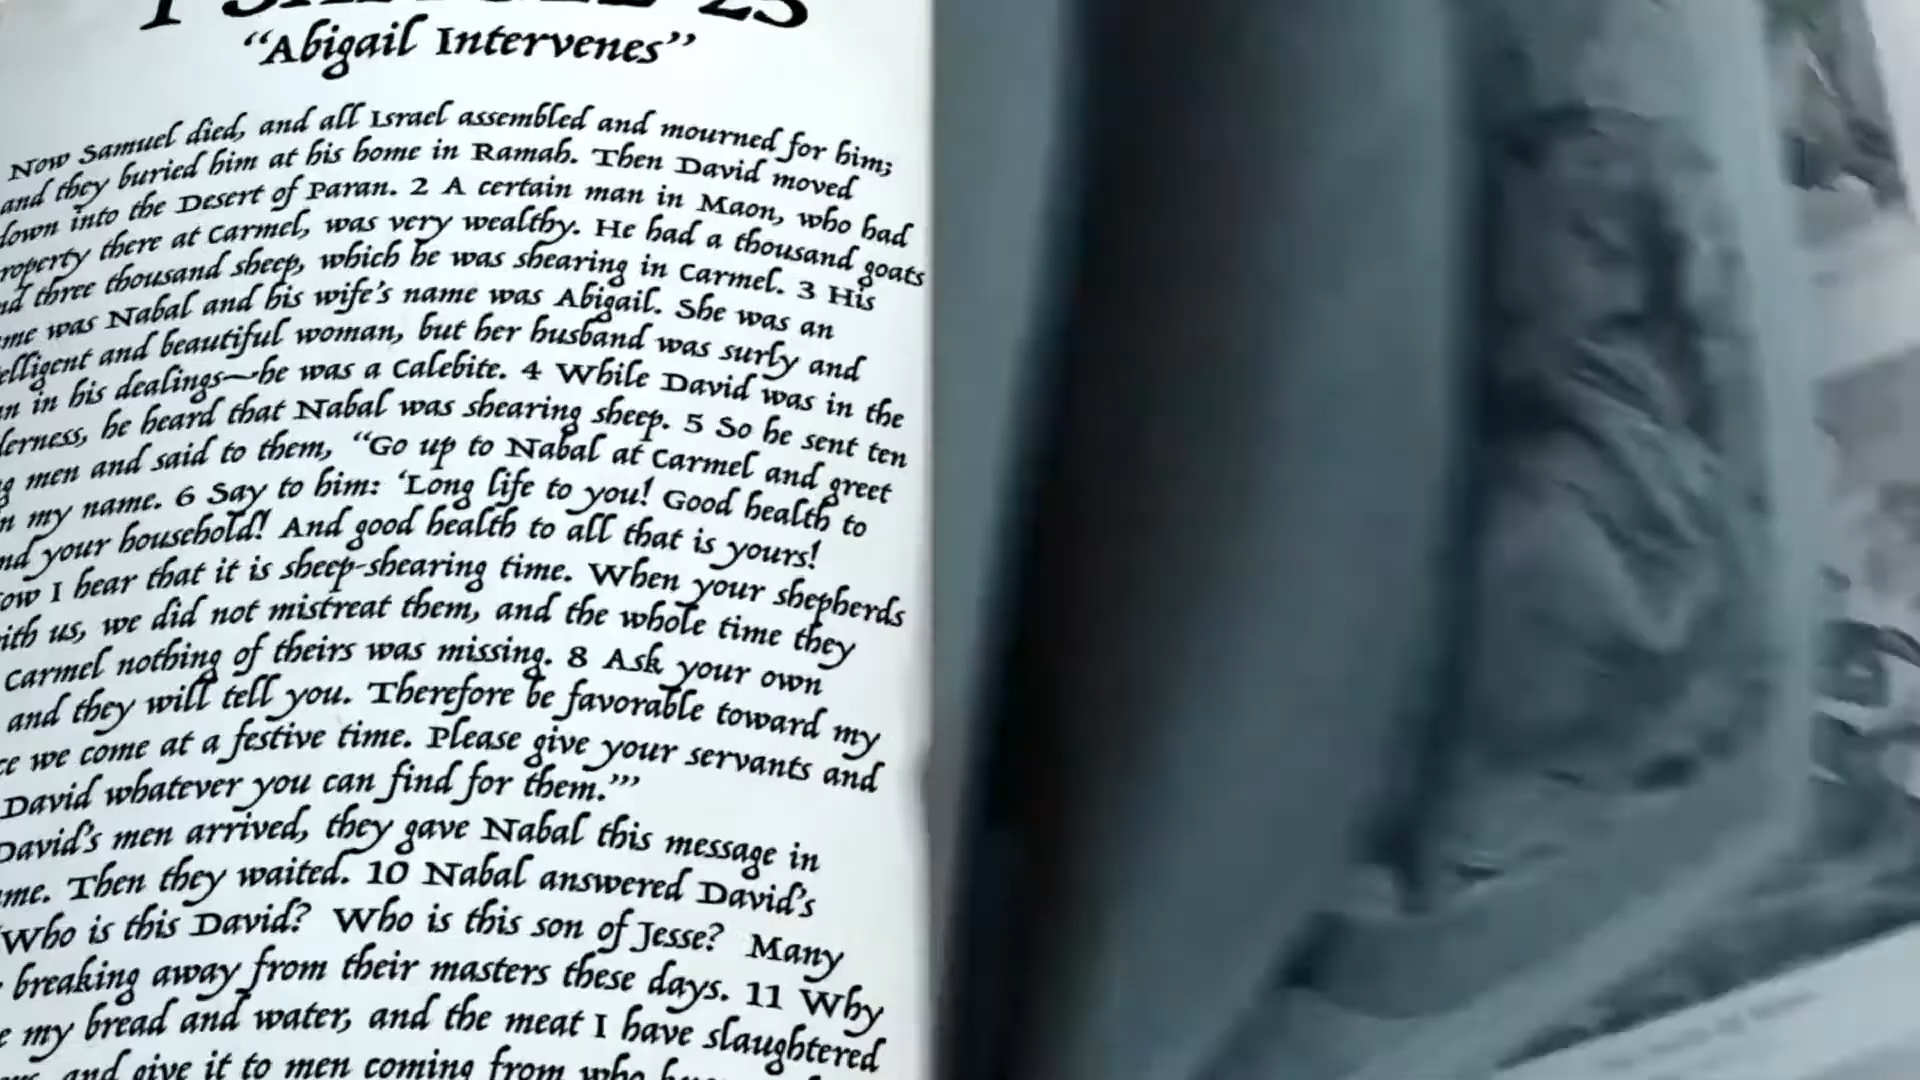 25
“Abigail Intervenes”
Now Samuel died, and all Israel assembled and mourned for him;
and they buried him at his home in Ramah. Then David moved
down into the Desert of Paran. 2 A certain man in Maon, who had
property there at Carmel, was very wealthy. He had a thousand goats
and three thousand sheep, which he was shearing in Carmel. 3 His
me was Nabal and his wife’s name was Abigail. She was an
elligent and beautiful woman, but her husband was surly and
an in his dealings—he was a Calebite. 4 While David was in the
derness, he heard that Nabal was shearing sheep. 5 So he sent ten
g men and said to them, “Go up to Nabal at Carmel and greet
n my name. 6 Say to him: ‘Long life to you! Good health to
nd your household! And good health to all that is yours!
ow I hear that it is sheep-shearing time. When your shepherds
ith us, we did not mistreat them, and the whole time they
Carmel nothing of theirs was missing. 8 Ask your own
and they will tell you. Therefore be favorable toward my
ce we come at a festive time. Please give your servants and
David whatever you can find for them.’”
David’s men arrived, they gave Nabal this message in
me. Then they waited. 10 Nabal answered David’s
Who is this David? Who is this son of Jesse? Many
breaking away from their masters these days. 11 Why
e my bread and water, and the meat I have slaughtered
and give it to men coming from who